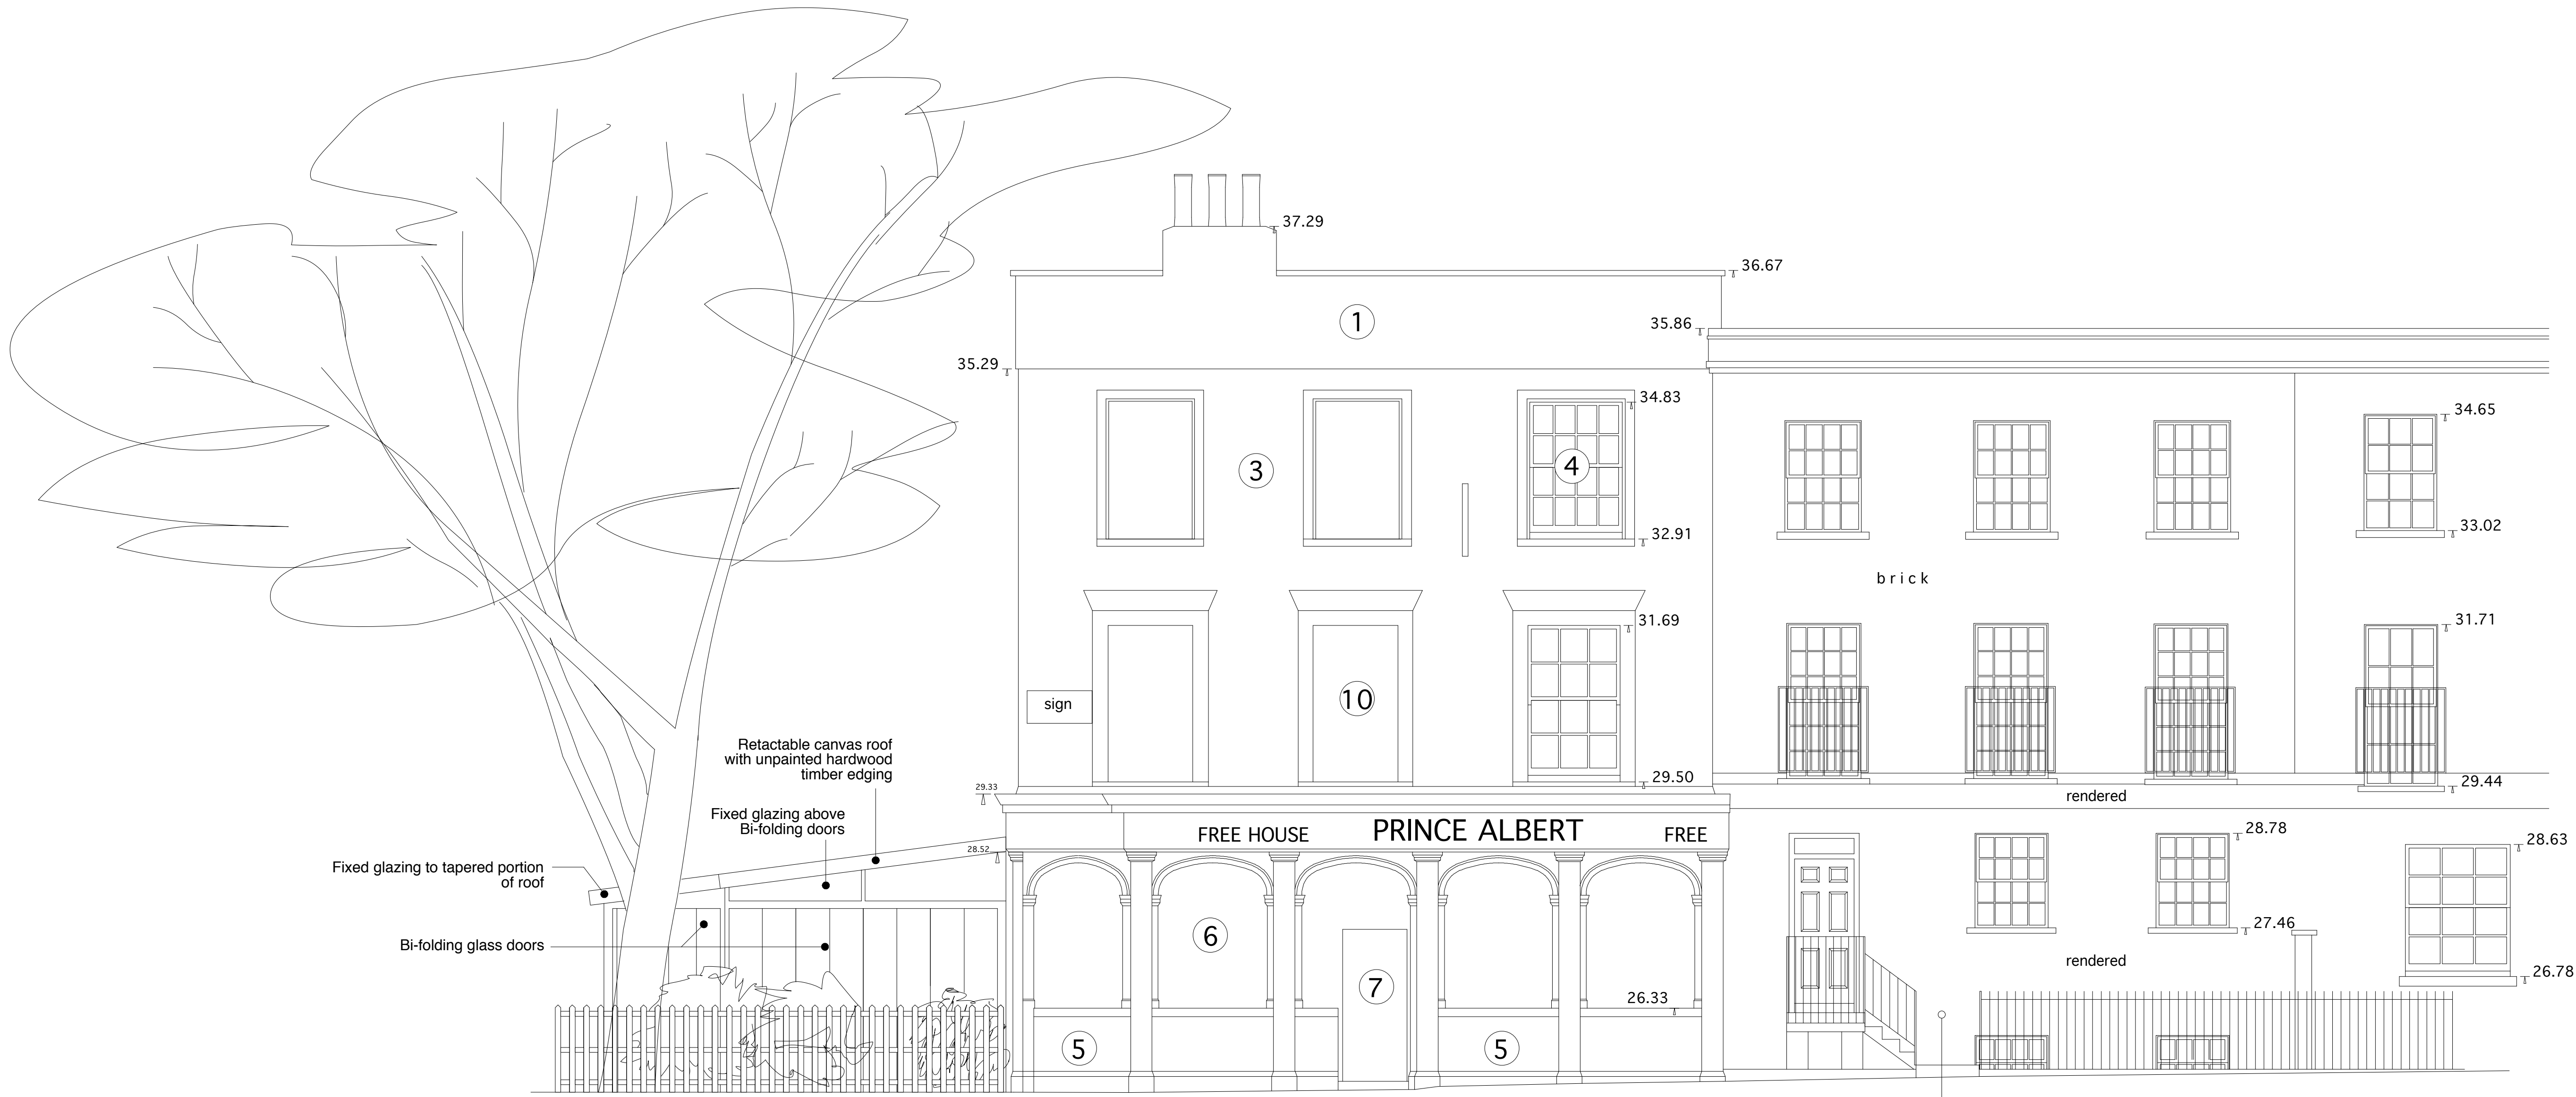 37.29
36.67
1
35.86
35.29
34.83
34.65
3
4
32.91
33.02
brick
31.69
31.71
10
sign
Retactable canvas roof
with unpainted hardwood
timber edging
29.50
29.44
29.33
rendered
Fixed glazing above
Bi-folding doors
FREE HOUSE
PRINCE ALBERT
FREE
28.78
28.63
28.52
Fixed glazing to tapered portion
of roof
27.46
6
Bi-folding glass doors
rendered
26.78
7
26.33
5
5